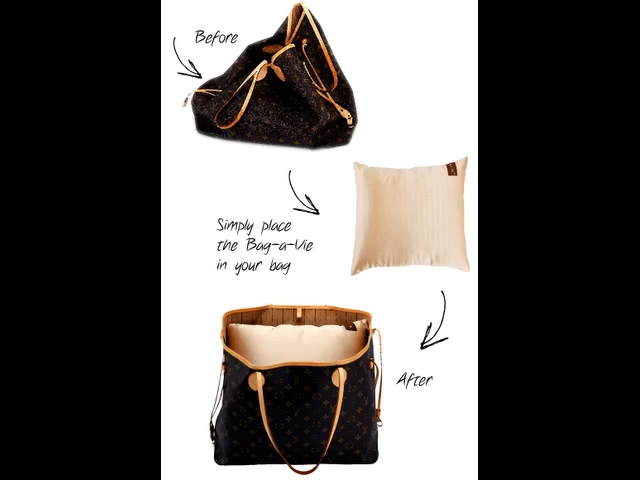 Before
Simply place
the Bag-a-Vie
in your bag
After